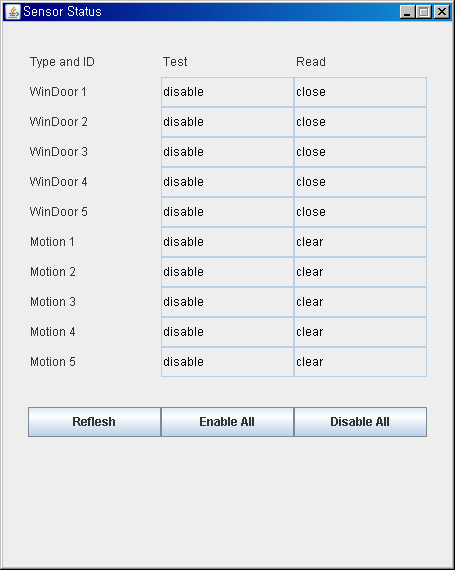 Sensor Status
Type and ID Test Read
WinDoor 1 disable close
WinDoor 2 disable close
WinDoor 3 disable close
WinDoor 4 disable close
WinDoor 5 disable close
Motion 1 disable clear
Motion 2 disable clear
Motion 3 disable clear
Motion 4 disable clear
Motion 5 disable clear
Reflesh Enable All Disable All